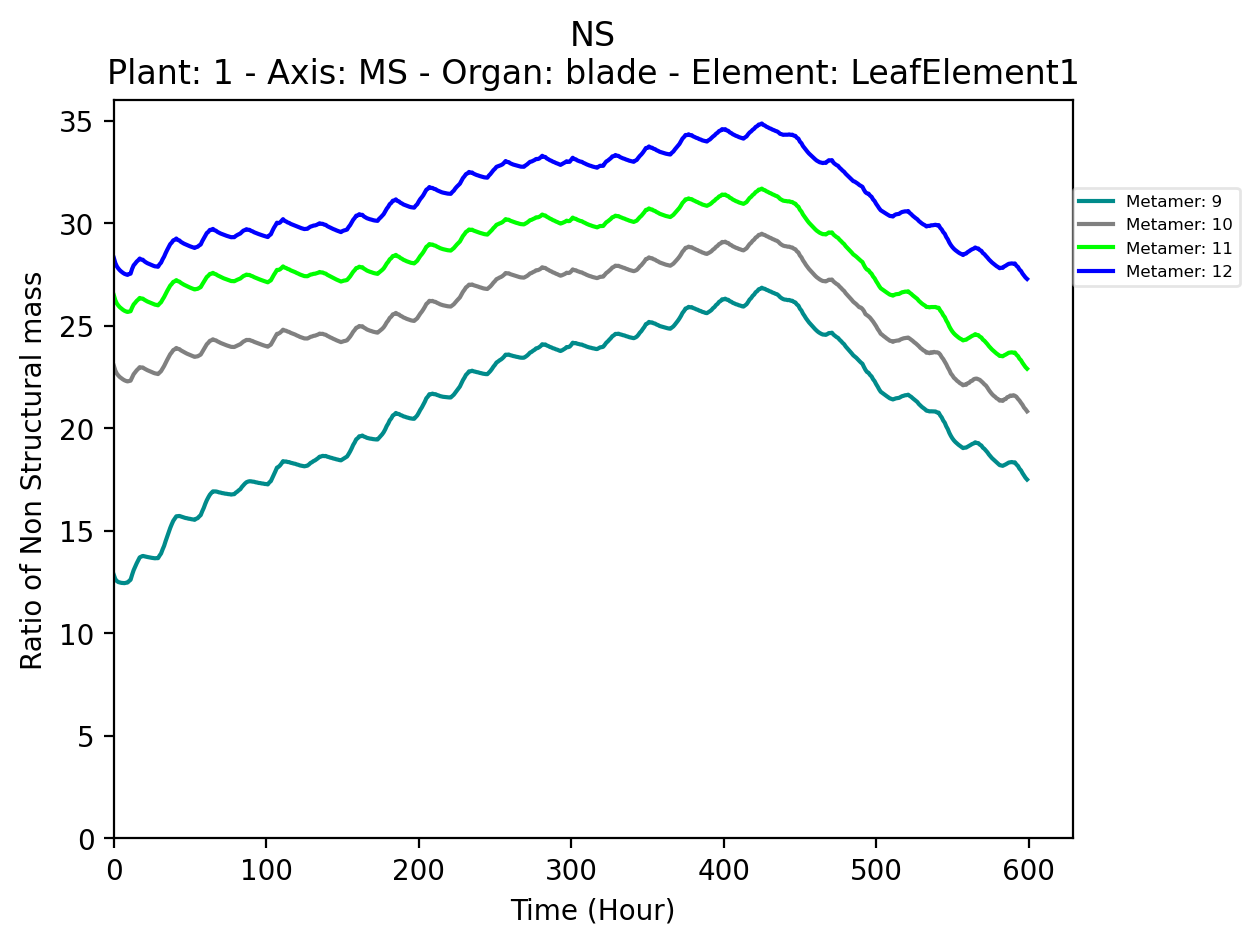 NS
Plant: 1 - Axis: MS - Organ: blade - Element: LeafElement1
Ratio of Non Structural mass
35
30
25
20
15
10
5
0
0 100 200 300 400 500 600
Time (Hour)
Metamer: 9
Metamer: 10
Metamer: 11
Metamer: 12